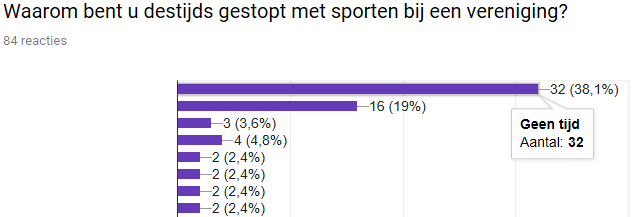 Waarom bent u destijds gestopt met sporten bij een vereniging?
84 reacties
32 (38,1%)
16 (19%)
3 (3,6%)
Geen tijd
4 (4,8%)
Aantal: 32
2 (2,4%)
2 (2,4%)
2 (2,4%)
2 (2,4%)